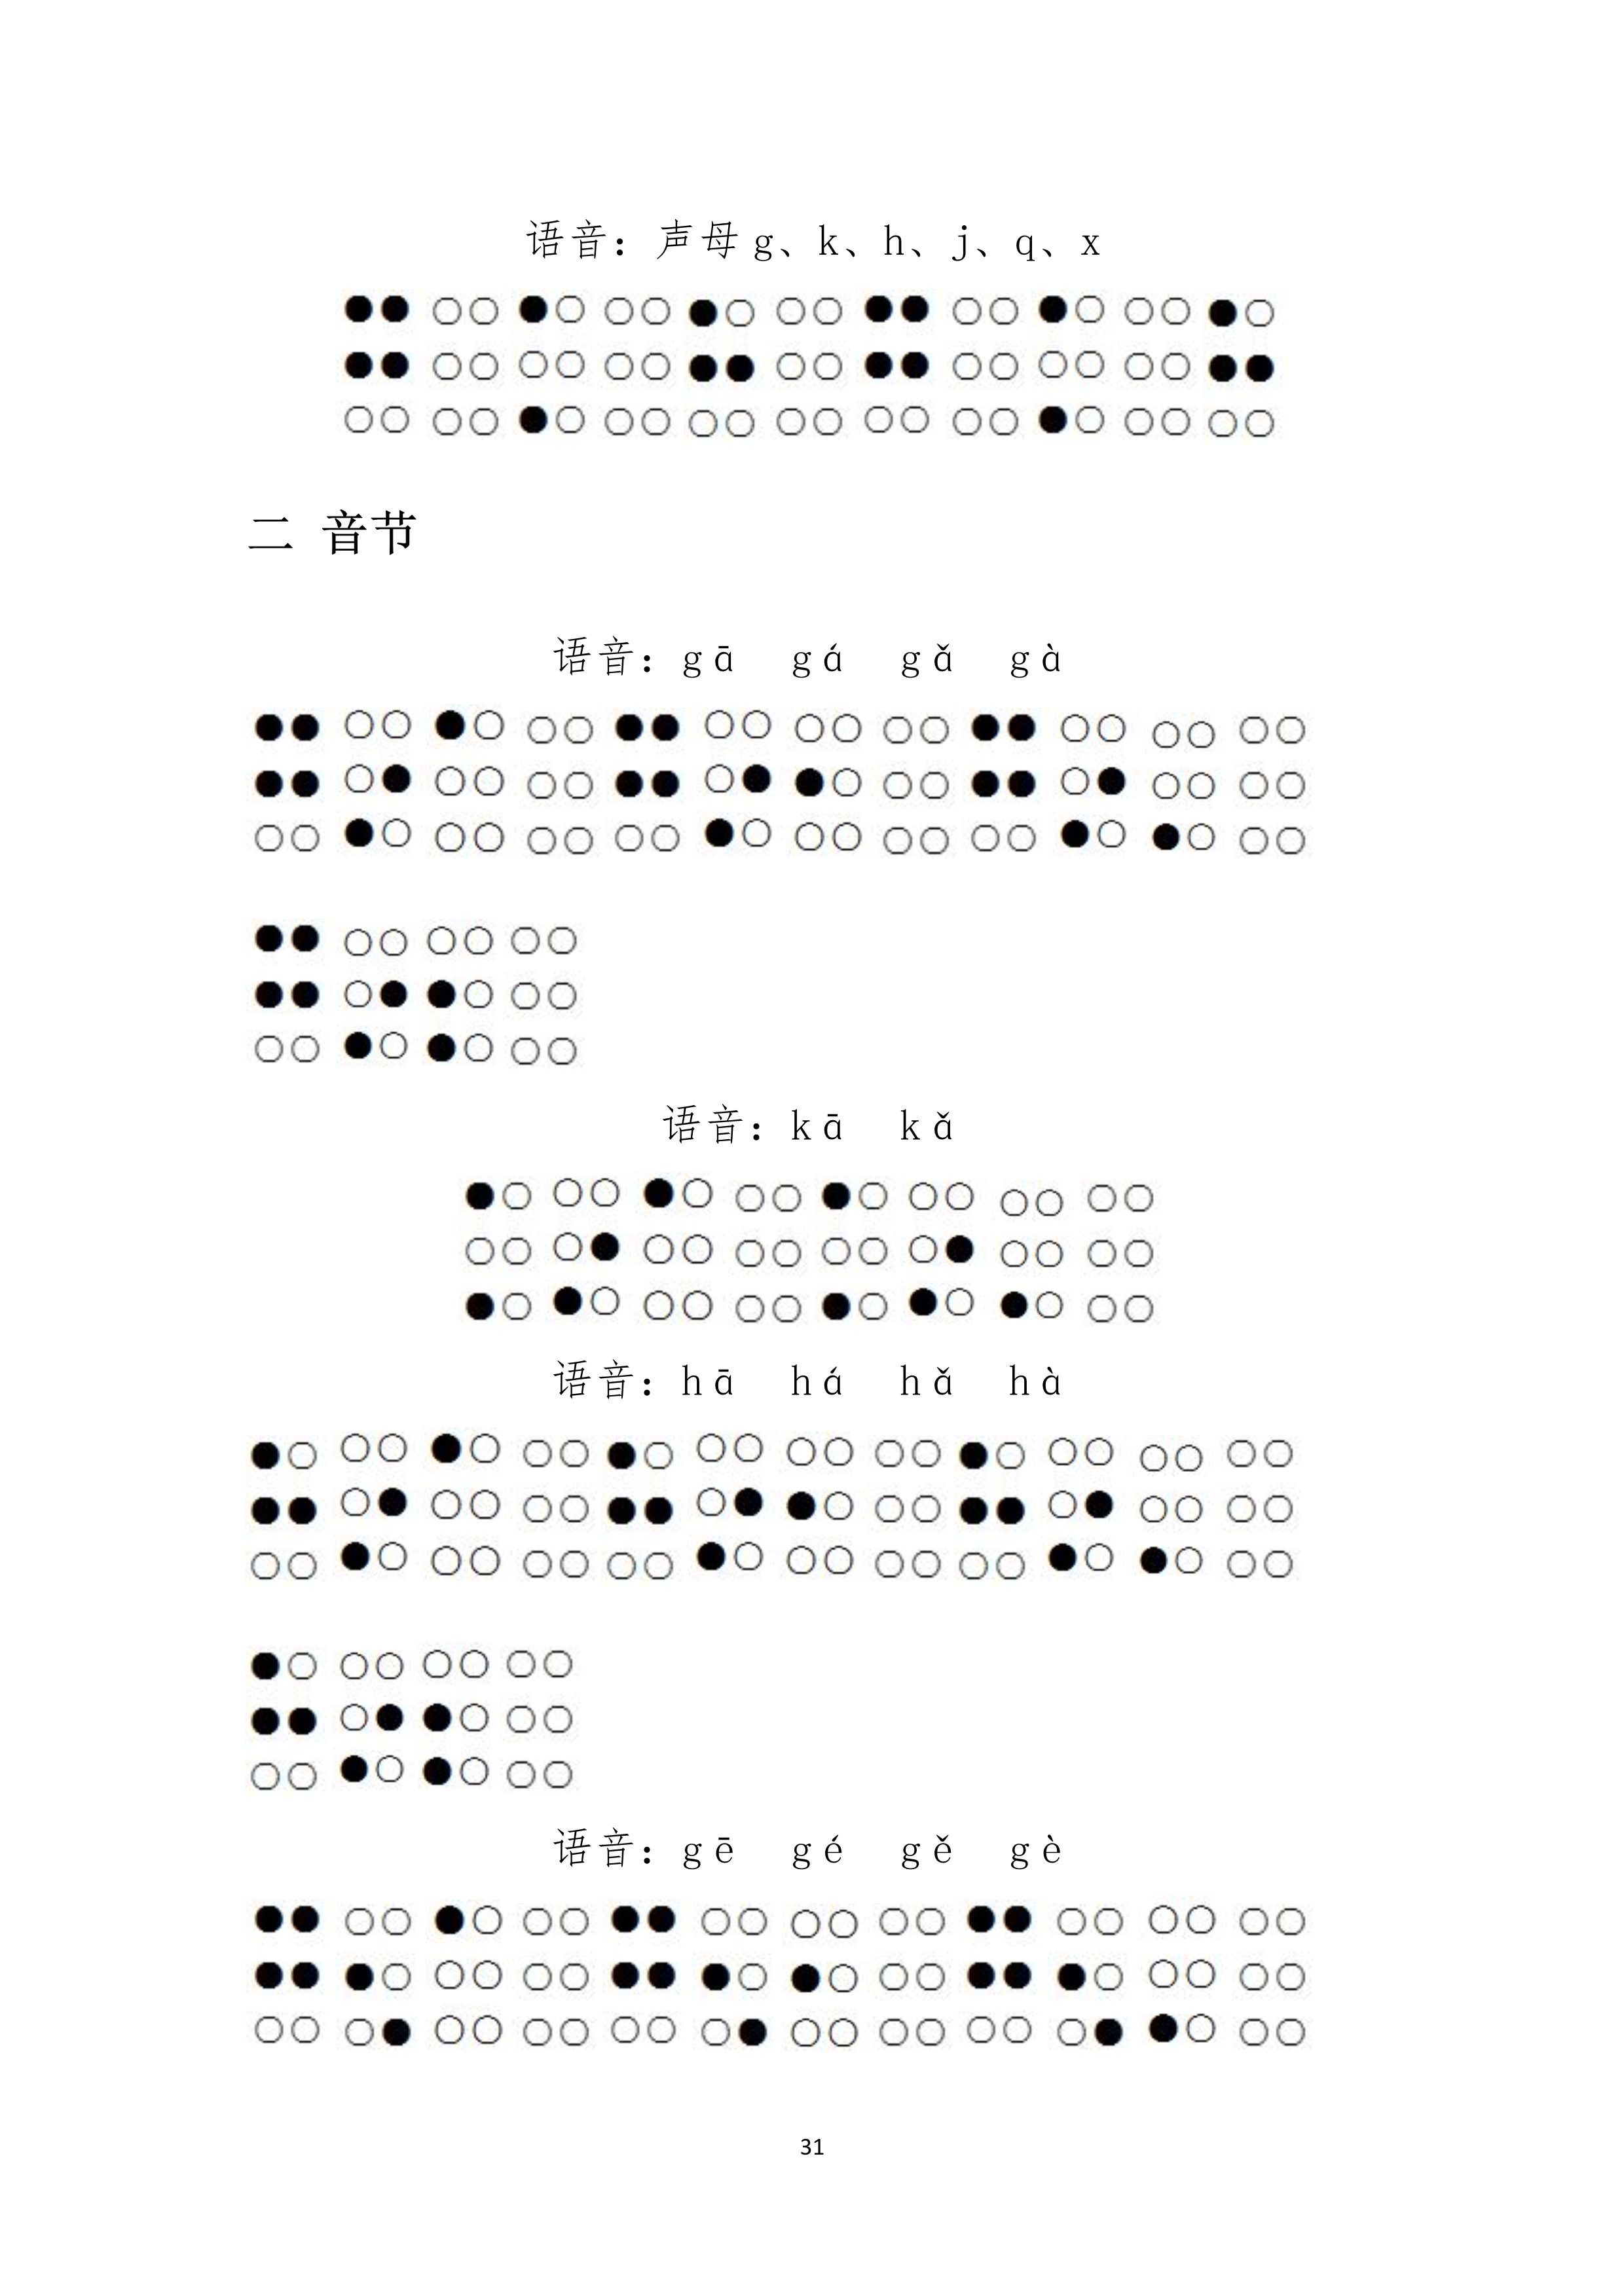 语音：声母 g、k、h、j、q、x
二 音节
语音：gā gá gǎ gà
语音：kā kǎ
语音：hā há hǎ hà
语音：gē gé gě gè
31